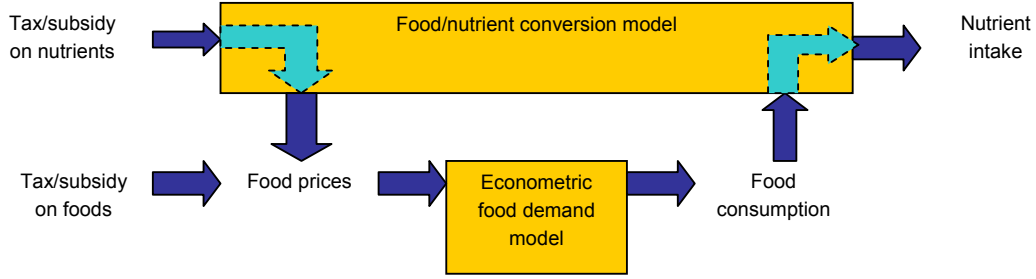 Tax/subsidy
on nutrients
Food/nutrient conversion model
Nutrient
intake
Tax/subsidy
on foods
Food prices
Econometric
food demand
model
Food
consumption